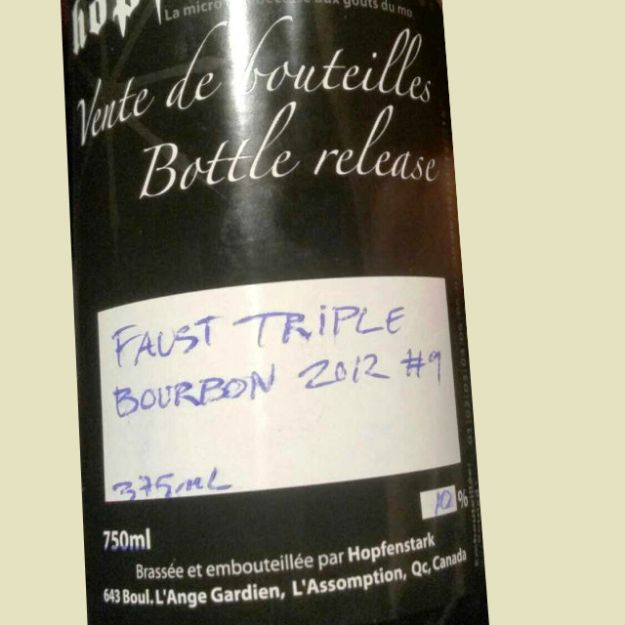 La
Vente de bouteilles
Bottle release
FAUST TRIPLE
BOURBON 2012 #9
375mL
10 %
750ml
Brassée et embouteillée par Hopfenstark
643 Boul. L'Ange Gardien, L'Assomption, Qc, Canada